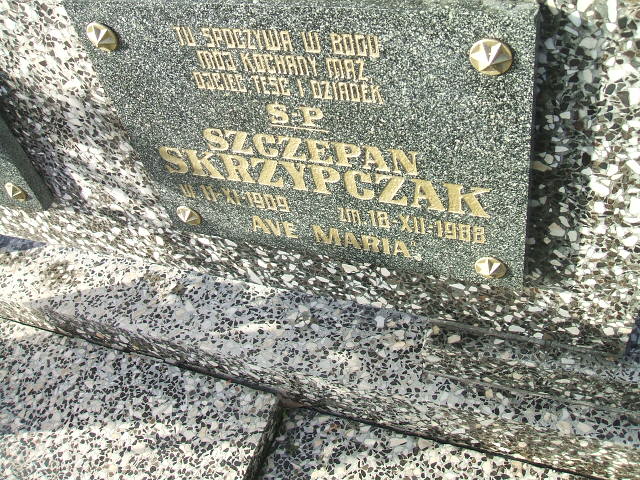 TU SPOCZYWA W BOGU
MÓJ KOCHANY MĄŻ
OJCIEC TEŚĆ I DZIADEK
Ś.P
SZCZEPAN
SKRZYPCZAK
UR 11-XI-1909 ZM 18-XII-1988
AVE MARIA